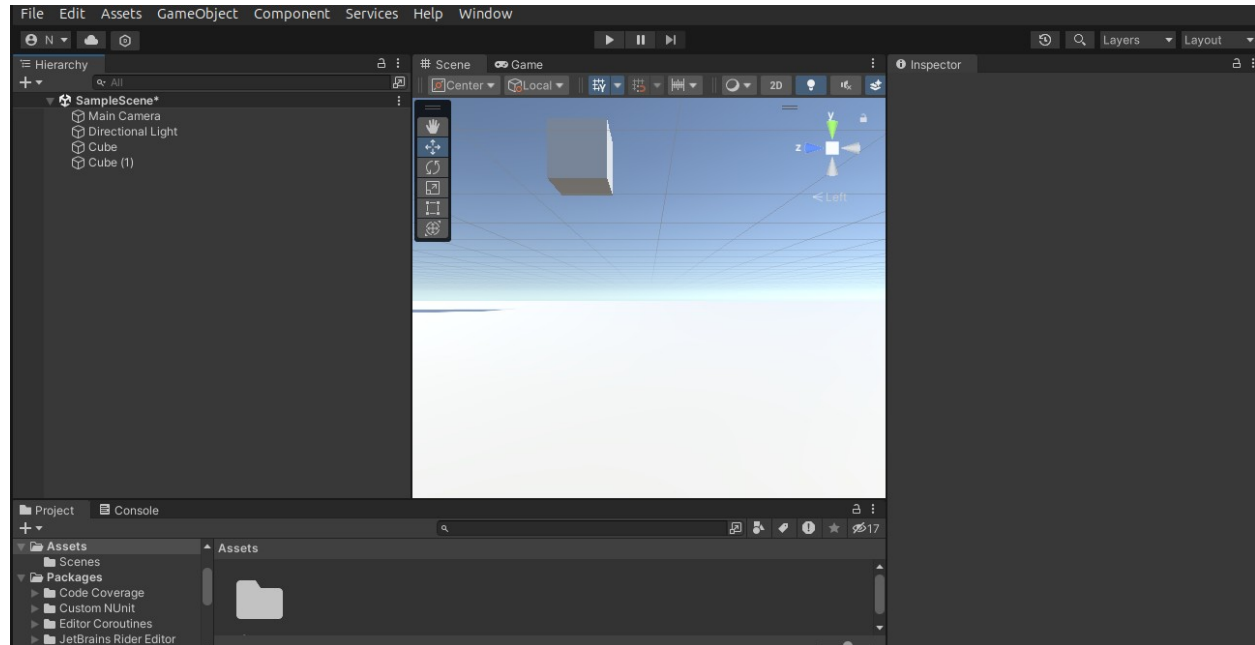 File Edit Assets GameObject Component Services Help Window
N
Layers Layout
Hierarchy
All
SampleScene*
Main Camera
Directional Light
Cube
Cube (1)
Scene Game
Center Local 2D
y
z
Left
Inspector
Project Console
17
Assets
Scenes
Packages
Code Coverage
Custom NUnit
Editor Coroutines
JetBrains Rider Editor
Assets